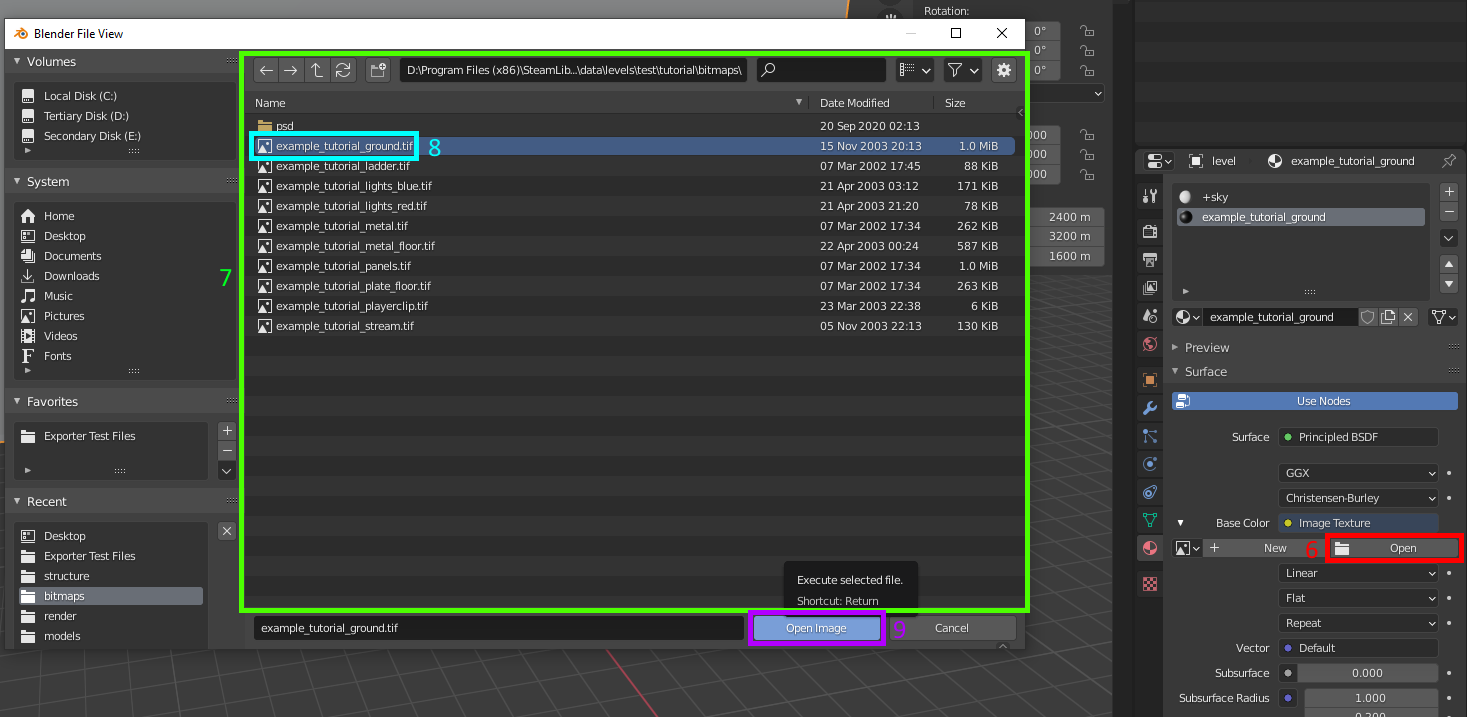 Rotation:
Blender File View
0°
0°
0°
Volumes
Local Disk (C:)
Tertiary Disk (D:)
Secondary Disk (E:)
System
Home
Desktop
Documents
Downloads
Music
Pictures
Videos
Fonts
7
Favorites
Exporter Test Files
Recent
Desktop
Exporter Test Files
structure
bitmaps
render
models
D:\Program Files (x86)\SteamLib...\data\levels\test\tutorial\bitmaps\
Name Date Modified Size
psd 20 Sep 2020 02:13
example_tutorial_ground.tif 8 15 Nov 2003 20:13 1.0 MiB
example_tutorial_ladder.tif 07 Mar 2002 17:45 88 KiB
example_tutorial_lights_blue.tif 21 Apr 2003 03:12 171 KiB
example_tutorial_lights_red.tif 21 Apr 2003 21:20 78 KiB
example_tutorial_metal.tif 07 Mar 2002 17:34 262 KiB
example_tutorial_metal_floor.tif 22 Apr 2003 00:24 587 KiB
example_tutorial_panels.tif 07 Mar 2002 17:34 1.0 MiB
example_tutorial_plate_floor.tif 07 Mar 2002 17:34 263 KiB
example_tutorial_playerclip.tif 23 Mar 2003 22:38 6 KiB
example_tutorial_stream.tif 05 Nov 2003 22:13 130 KiB
Execute selected file.
Shortcut: Return
example_tutorial_ground.tif
Open Image 9 Cancel
000
000
000
2400 m
3200 m
1600 m
level example_tutorial_ground
+sky
example_tutorial_ground
example_tutorial_ground
Preview
Surface
Use Nodes
Surface Principled BSDF
GGX
Christensen-Burley
Base Color Image Texture
New 6 Open
Linear
Flat
Repeat
Vector Default
Subsurface 0.000
Subsurface Radius 1.000
0.200